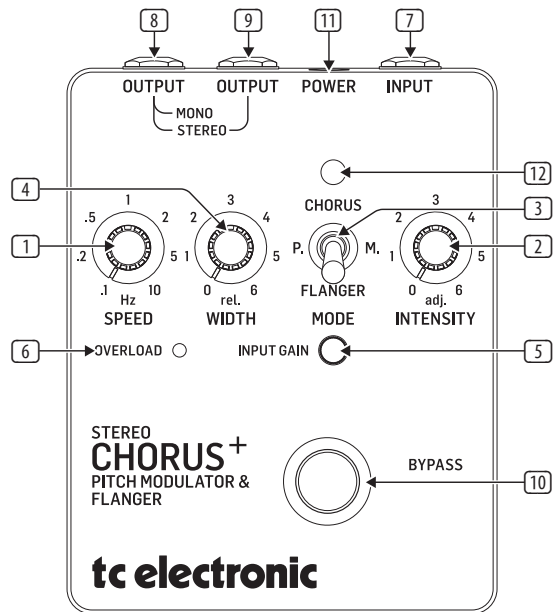 8 9 11 7
OUTPUT OUTPUT POWER INPUT
MONO
STEREO
12
4
CHORUS
3
1
.5 2
.2 5
.1 10
Hz
SPEED
1
3
2 4
1 5
0 6
rel.
WIDTH
P. M.
FLANGER
MODE
3
2 4
1 5
0 6
adj.
INTENSITY
2
6
OVERLOAD
INPUT GAIN
5
STEREO
CHORUS+
PITCH MODULATOR &
FLANGER
BYPASS
10
tc electronic